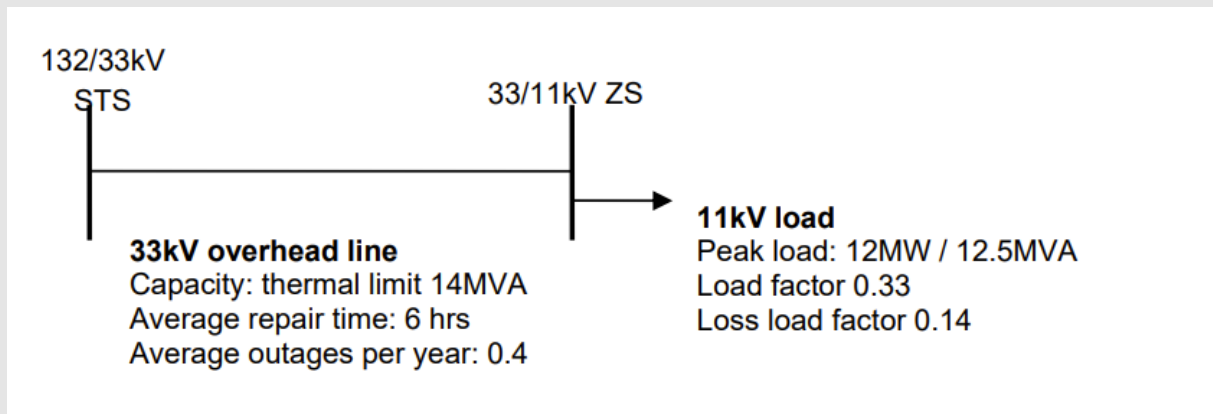 132/33kV
STS
33/11kV ZS
33kV overhead line
Capacity: thermal limit 14MVA
Average repair time: 6 hrs
Average outages per year: 0.4
11kV load
Peak load: 12MW / 12.5MVA
Load factor 0.33
Loss load factor 0.14